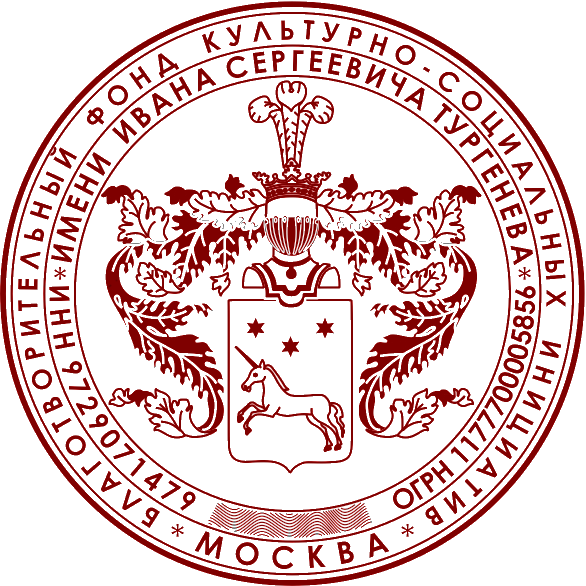 БЛАГОТВОРИТЕЛЬНЫЙ ФОНД КУЛЬТУРНО-СОЦИАЛЬНЫХ ИНИЦИАТИВ
* МОСКВА *
ИМЕНИ ИВАНА СЕРГЕЕВИЧА ТУРГЕНЕВА
* ИНН 9729071479
* ОГРН 1177700005856